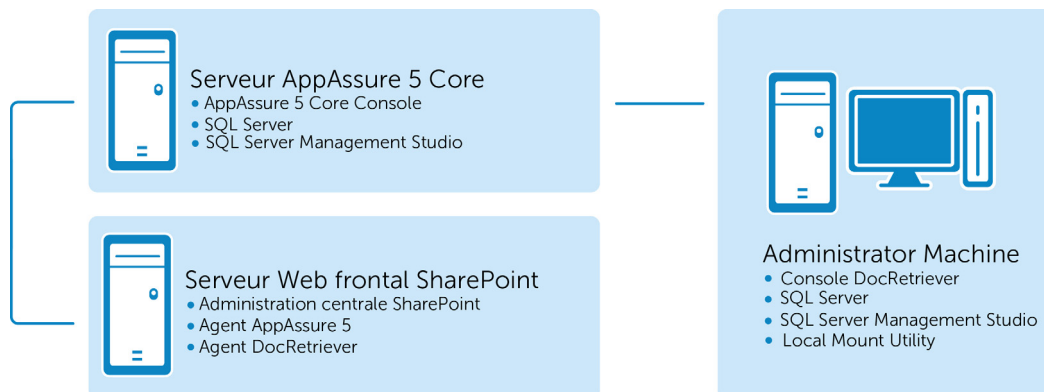 Serveur AppAssure 5 Core
• AppAssure 5 Core Console
• SQL Server
• SQL Server Management Studio
Serveur Web frontal SharePoint
• Administration centrale SharePoint
• Agent AppAssure 5
• Agent DocRetriever
Administrator Machine
• Console DocRetriever
• SQL Server
• SQL Server Management Studio
• Local Mount Utility